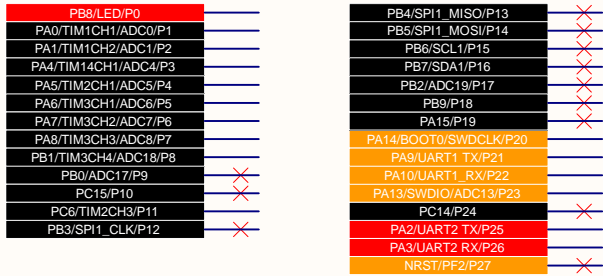 PB8/LED/P0
PA0/TIM1CH1/ADC0/P1
PA1/TIM1CH2/ADC1/P2
PA4/TIM14CH1/ADC4/P3
PA5/TIM2CH1/ADC5/P4
PA6/TIM3CH1/ADC6/P5
PA7/TIM3CH2/ADC7/P6
PA8/TIM3CH3/ADC8/P7
PB1/TIM3CH4/ADC18/P8
PB0/ADC17/P9
PC15/P10
PC6/TIM2CH3/P11
PB3/SPI1_CLK/P12
PB4/SPI1_MISO/P13
PB5/SPI1_MOSI/P14
PB6/SCL1/P15
PB7/SDA1/P16
PB2/ADC19/P17
PB9/P18
PA15/P19
PA14/BOOT0/SWDCLK/P20
PA9/UART1 TX/P21
PA10/UART1_RX/P22
PA13/SWDIO/ADC13/P23
PC14/P24
PA2/UART2 TX/P25
PA3/UART2 RX/P26
NRST/PF2/P27